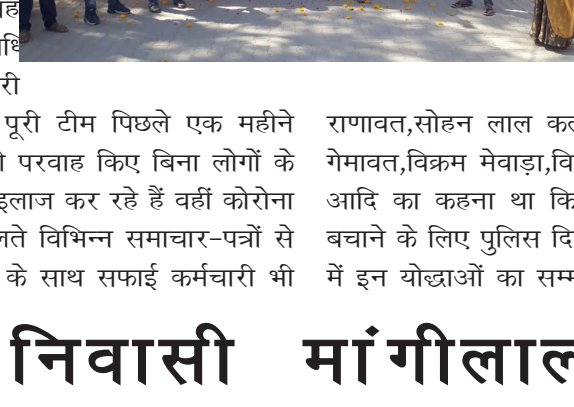 री
पूरी टीम पिछले एक महीने
परवाह किए बिना लोगों के
इलाज कर रहे हैं वहीं कोरोना
विभिन्न समाचार-पत्रों से
के साथ सफाई कर्मचारी भी
राणावत,सोहन लाल
गेमावत,विक्रम मेवाड़ा,वि
आदि का कहना था कि
बचाने के लिए पुलिस दि
में इन योद्धाओं का सम्म
निवासी मांगीलाल